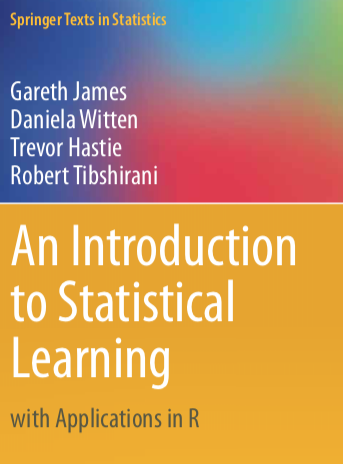 Springer Texts in Statistics
Gareth James
Daniela Witten
Trevor Hastie
Robert Tibshirani
An Introduction
to Statistical
Learning
with Applications in R